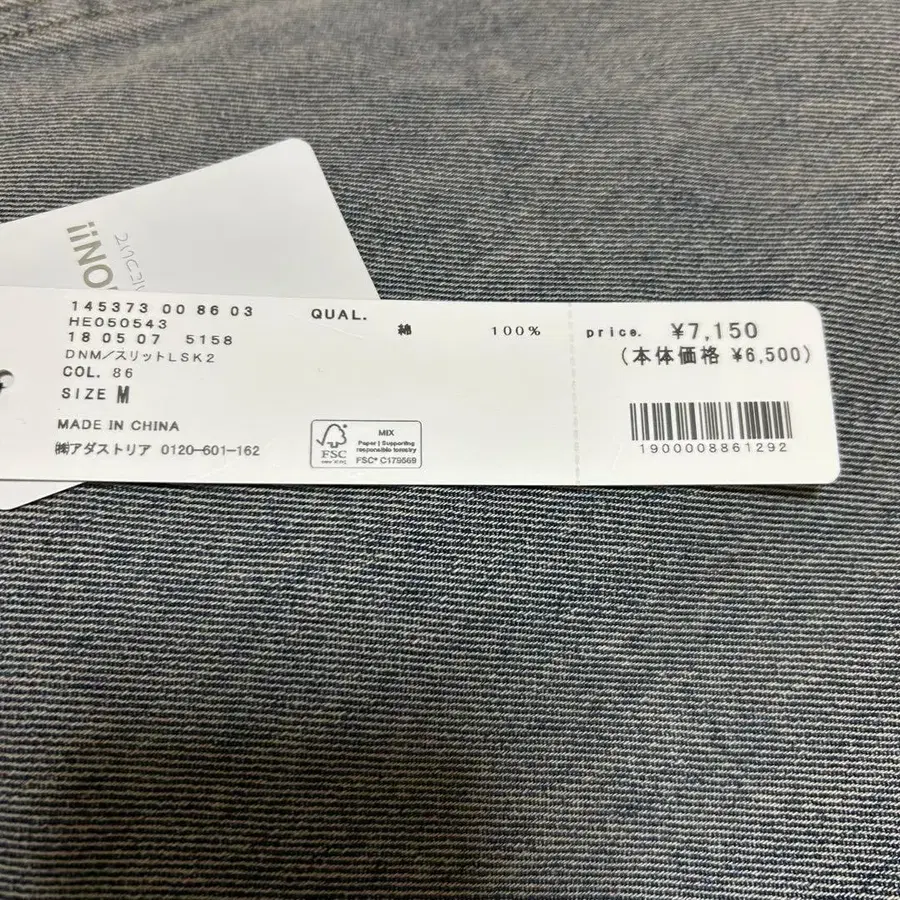 145373 00 86 03
HE050543
18 05 07 5158
DNM/スリットLSK2
COL. 86
SIZE M
MADE IN CHINA
㈱アダストリア 0120-601-162
QUAL.
綿 100%
FSC
MIX
Paper | Supporting
responsible forestry
FSC® C179569
price. ¥7,150
(本体価格 ¥6,500)
1900008861292